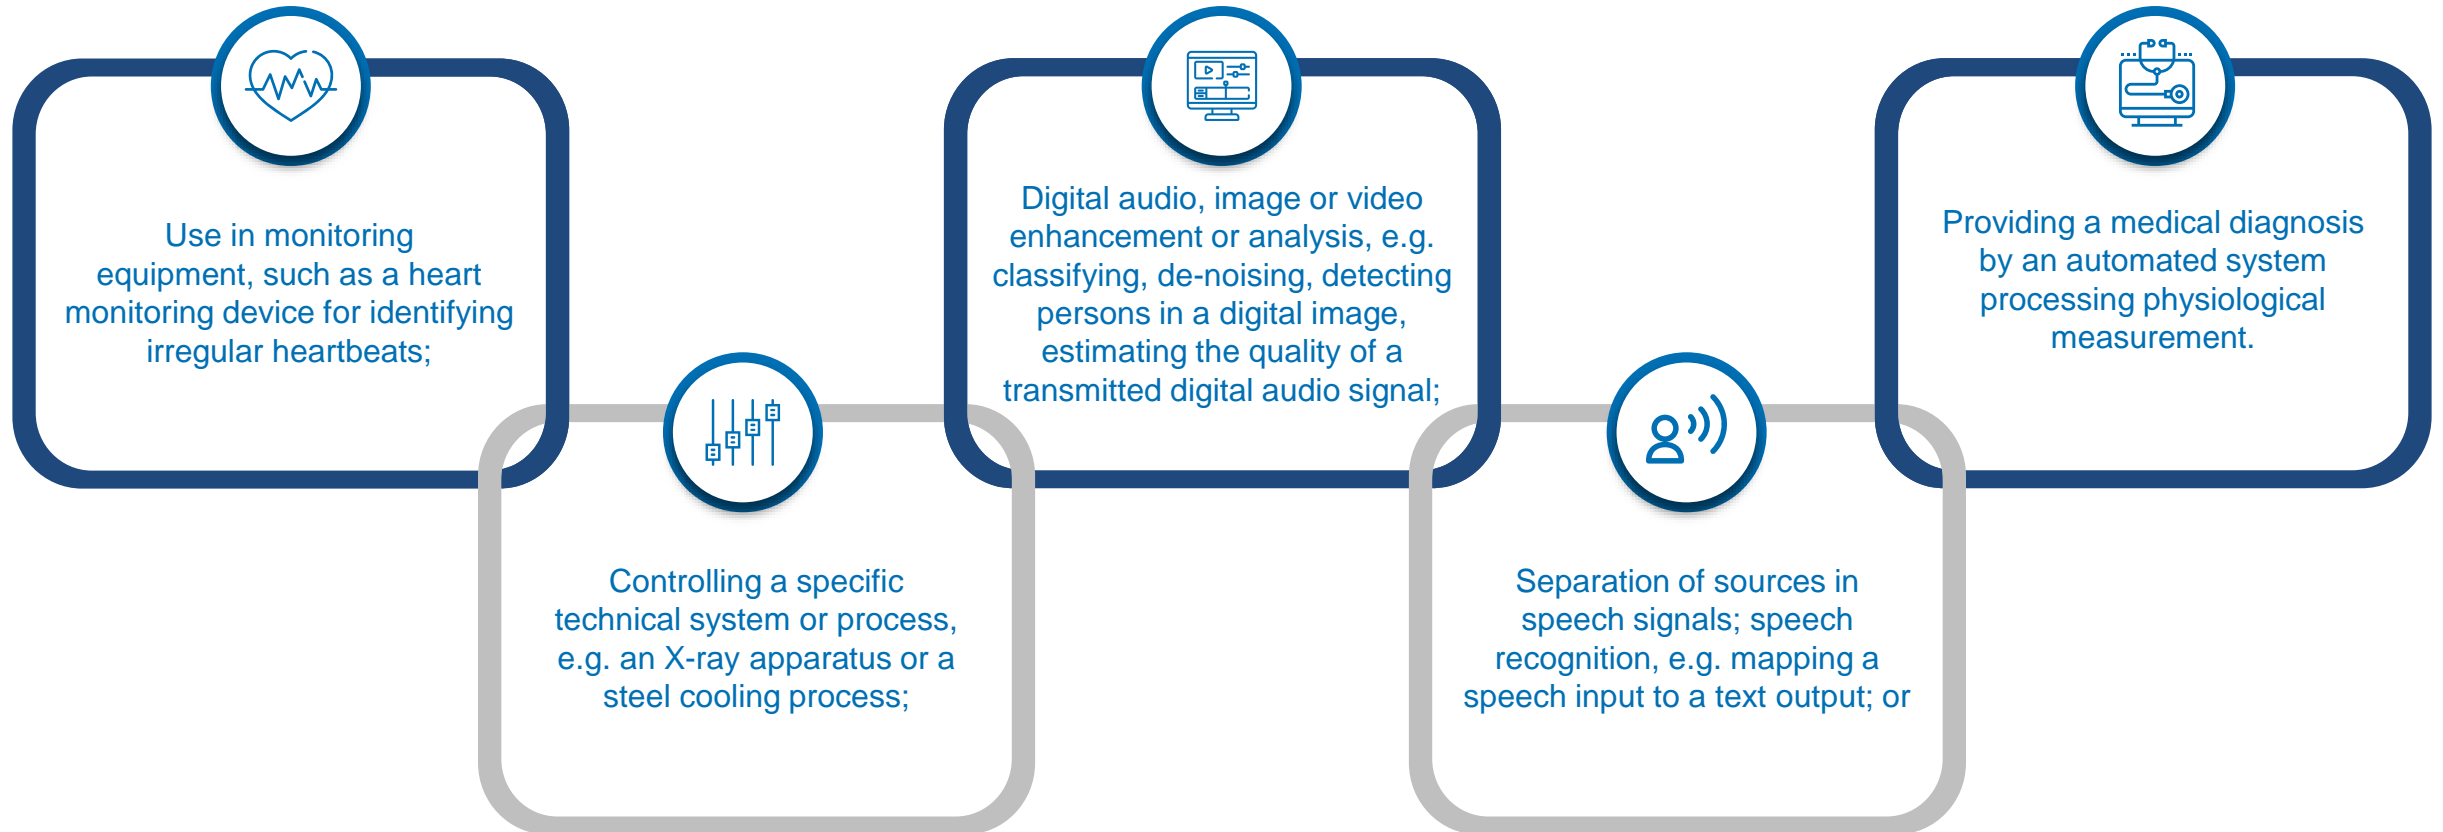 Use in monitoring
equipment, such as a heart
monitoring device for identifying
irregular heartbeats;
Controlling a specific
technical system or process,
e.g. an X-ray apparatus or a
steel cooling process;
Digital audio, image or video
enhancement or analysis, e.g.
classifying, de-noising, detecting
persons in a digital image,
estimating the quality of a
transmitted digital audio signal;
Separation of sources in
speech signals; speech
recognition, e.g. mapping a
speech input to a text output; or
Providing a medical diagnosis
by an automated system
processing physiological
measurement.